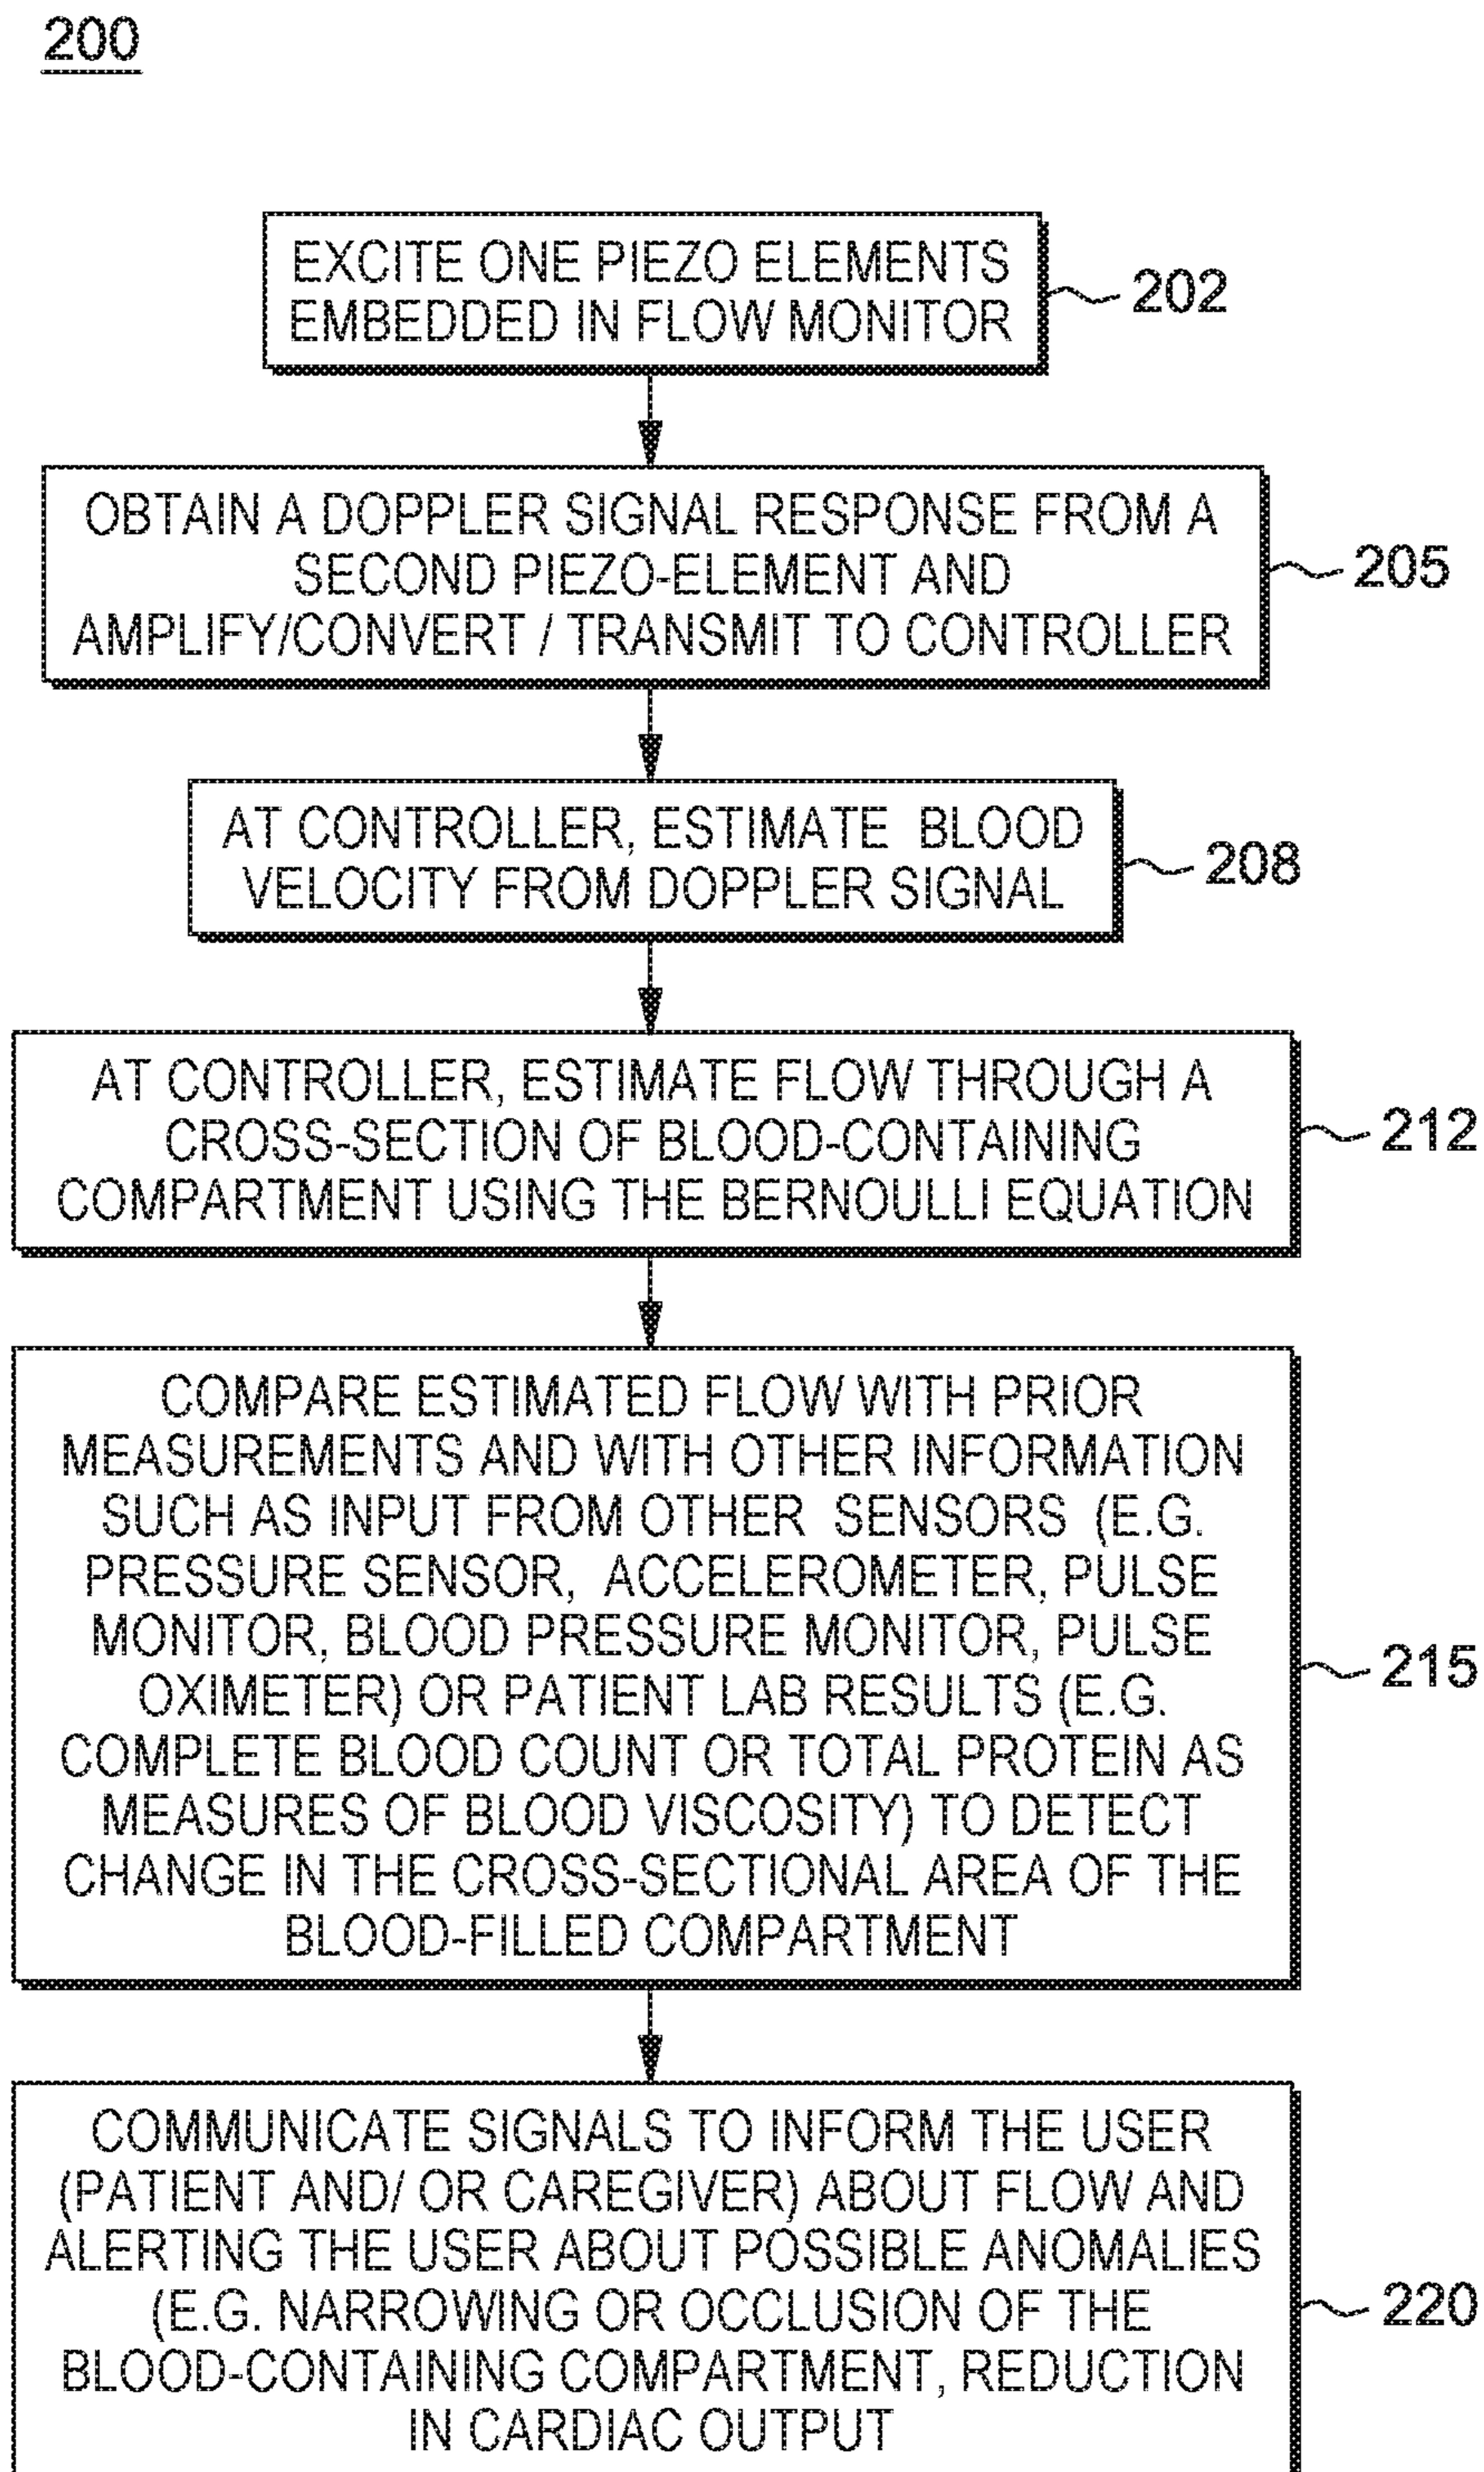 200
EXCITE ONE PIEZO ELEMENTS
EMBEDDED IN FLOW MONITOR
202
OBTAIN A DOPPLER SIGNAL RESPONSE FROM A
SECOND PIEZO-ELEMENT AND
AMPLIFY/CONVERT / TRANSMIT TO CONTROLLER
205
AT CONTROLLER, ESTIMATE BLOOD
VELOCITY FROM DOPPLER SIGNAL
208
AT CONTROLLER, ESTIMATE FLOW THROUGH A
CROSS-SECTION OF BLOOD-CONTAINING
COMPARTMENT USING THE BERNOULLI EQUATION
212
COMPARE ESTIMATED FLOW WITH PRIOR
MEASUREMENTS AND WITH OTHER INFORMATION
SUCH AS INPUT FROM OTHER SENSORS (E.G.
PRESSURE SENSOR, ACCELEROMETER, PULSE
MONITOR, BLOOD PRESSURE MONITOR, PULSE
OXIMETER) OR PATIENT LAB RESULTS (E.G.
COMPLETE BLOOD COUNT OR TOTAL PROTEIN AS
MEASURES OF BLOOD VISCOSITY) TO DETECT
CHANGE IN THE CROSS-SECTIONAL AREA OF THE
BLOOD-FILLED COMPARTMENT
215
COMMUNICATE SIGNALS TO INFORM THE USER
(PATIENT AND/ OR CAREGIVER) ABOUT FLOW AND
ALERTING THE USER ABOUT POSSIBLE ANOMALIES
(E.G. NARROWING OR OCCLUSION OF THE
BLOOD-CONTAINING COMPARTMENT, REDUCTION
IN CARDIAC OUTPUT
220